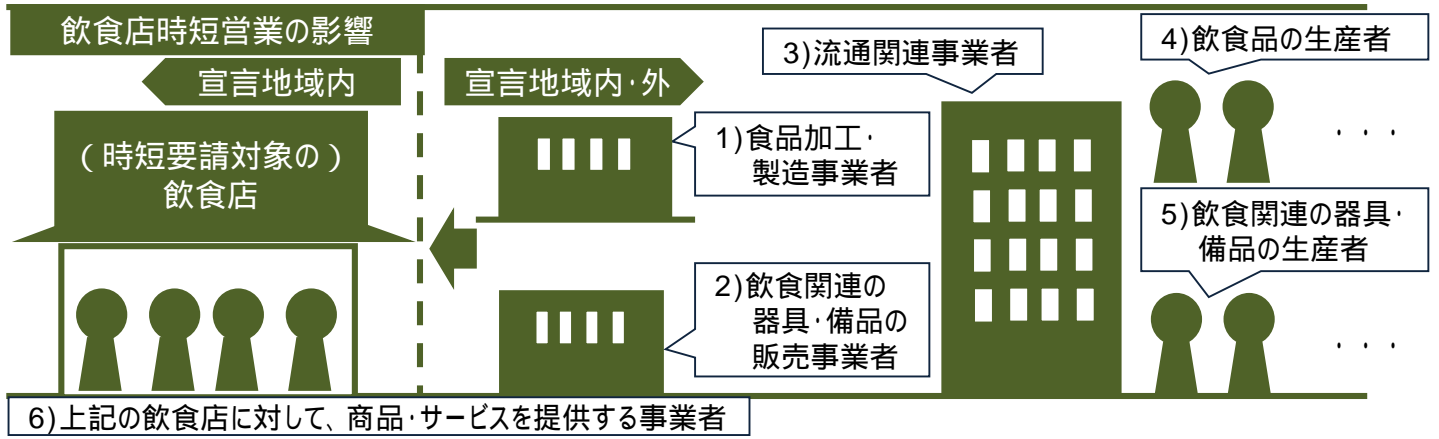 飲食店時短営業の影響
宣言地域内
宣言地域内・外
(時短要請対象の)
飲食店
1)食品加工・
製造事業者
2)飲食関連の
器具・備品の
販売事業者
3)流通関連事業者
4)飲食品の生産者
・・・
5)飲食関連の器具・
備品の生産者
・・・
6)上記の飲食店に対して、商品・サービスを提供する事業者